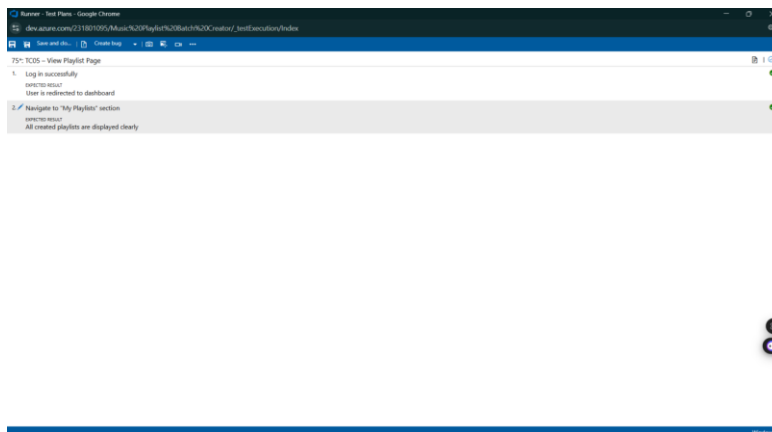 Runner - Test Plans - Google Chrome
dev.azure.com/231801095/Music%20Playlist%20Batch%20Creator/_testExecution/Index
Save and clo... Create bug
75*: TC05 – View Playlist Page
1. Log in successfully
EXPECTED RESULT
User is redirected to dashboard
2. Navigate to "My Playlists" section
EXPECTED RESULT
All created playlists are displayed clearly